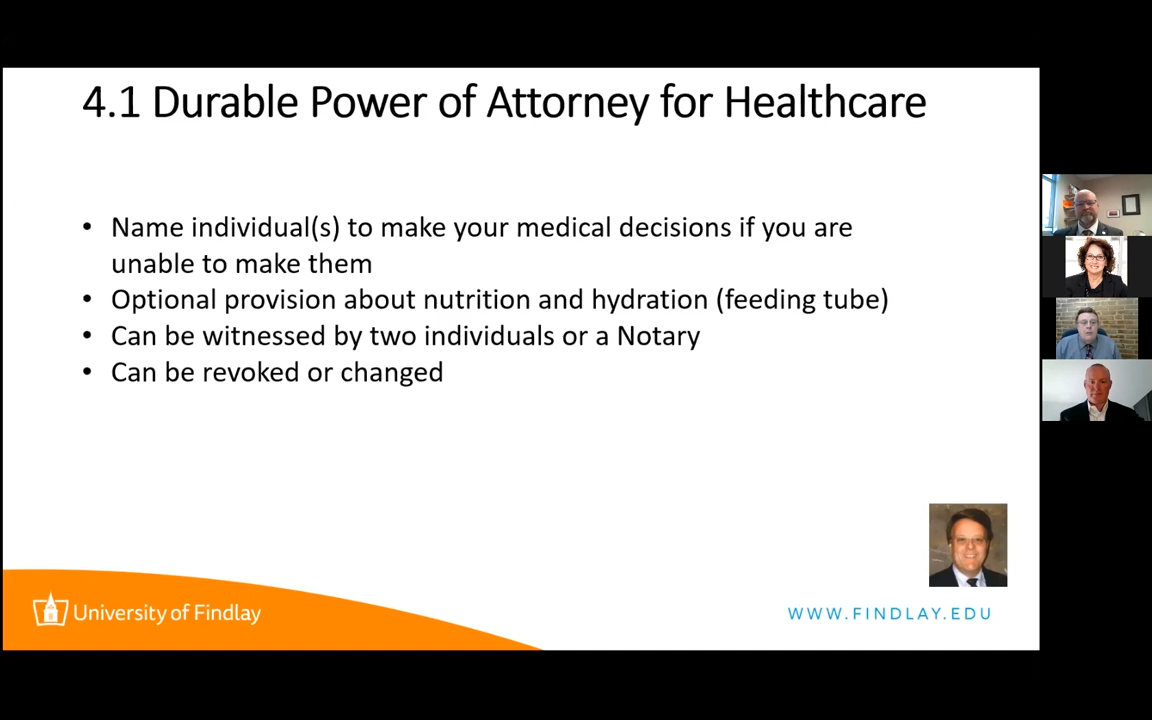 4.1 Durable Power of Attorney for Healthcare
• Name individual(s) to make your medical decisions if you are
unable to make them
• Optional provision about nutrition and hydration (feeding tube)
• Can be witnessed by two individuals or a Notary
• Can be revoked or changed
University of Findlay
WWW.FINDLAY.EDU